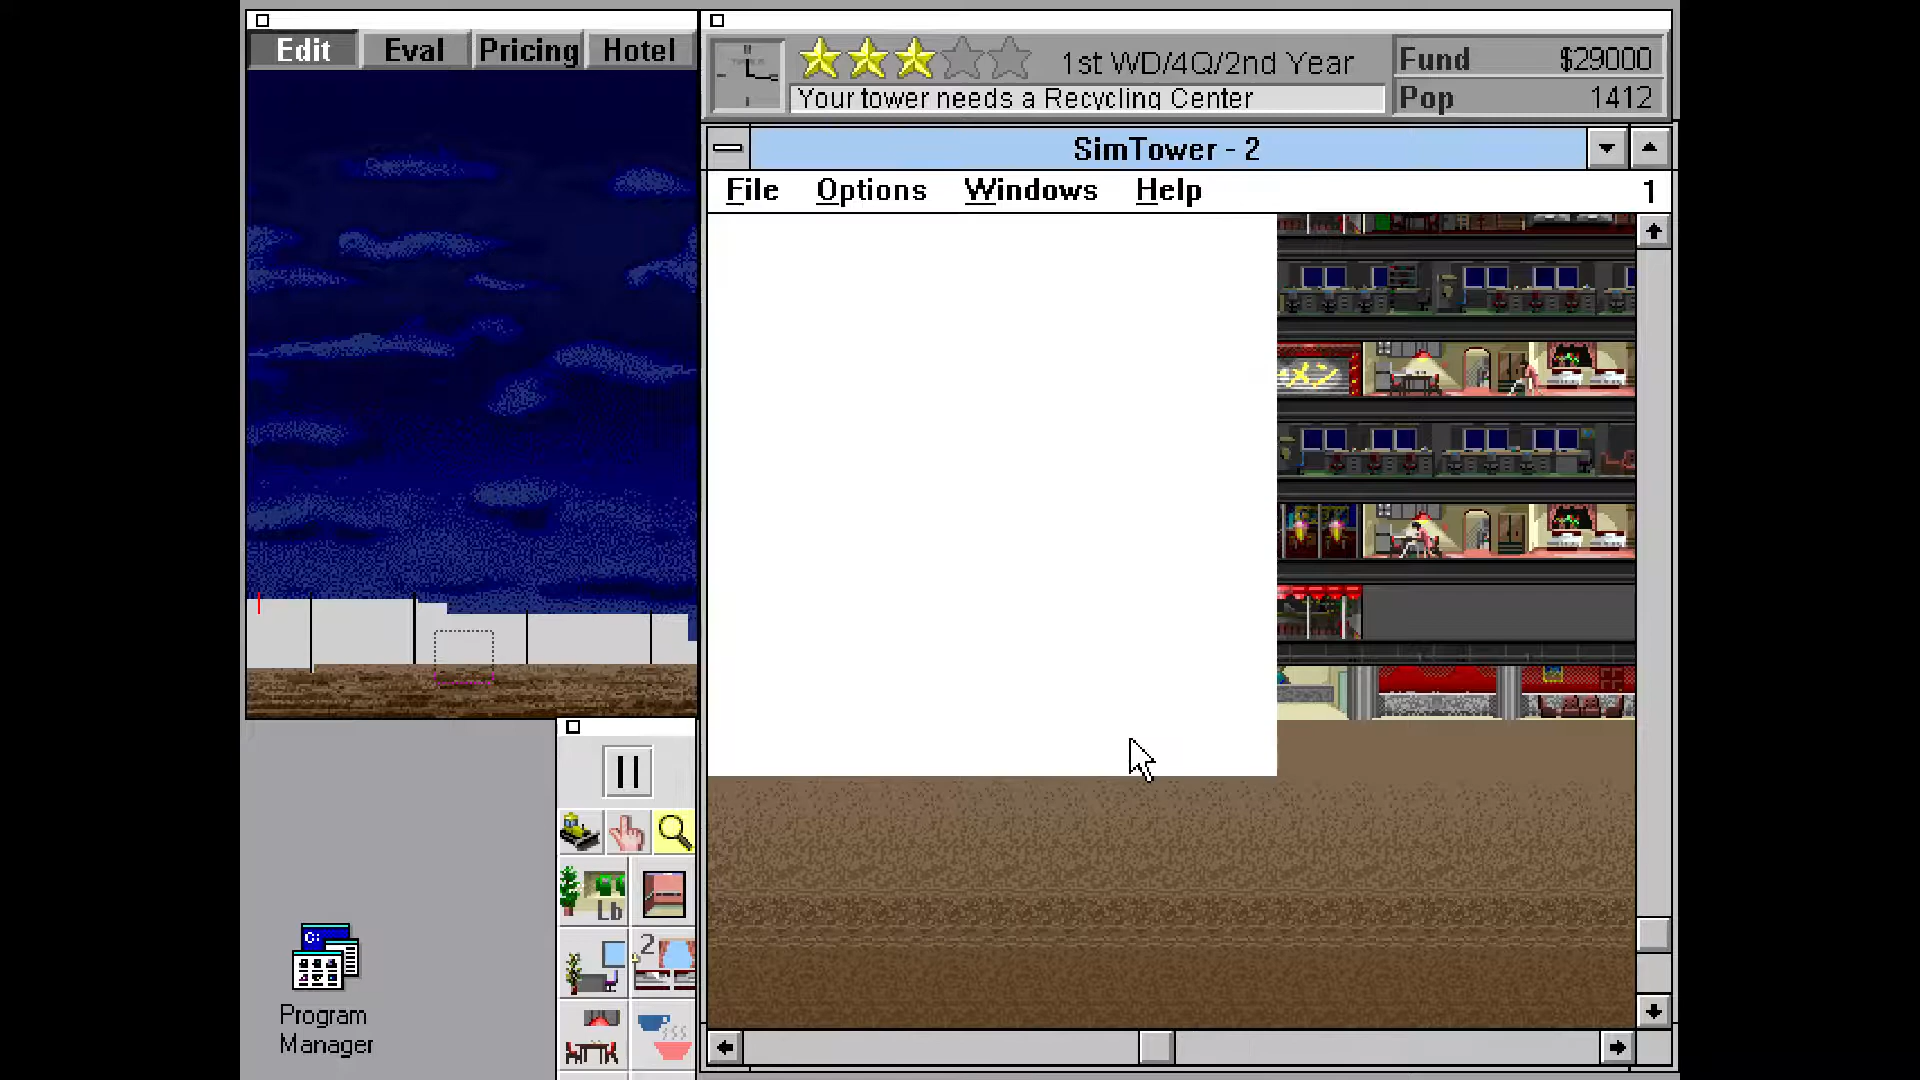 Edit Eval Pricing Hotel
1st WD/4Q/2nd Year
Your tower needs a Recycling Center
Fund $29000
Pop 1412
SimTower - 2
File Options Windows Help 1
Lb
2
C:
Program
Manager